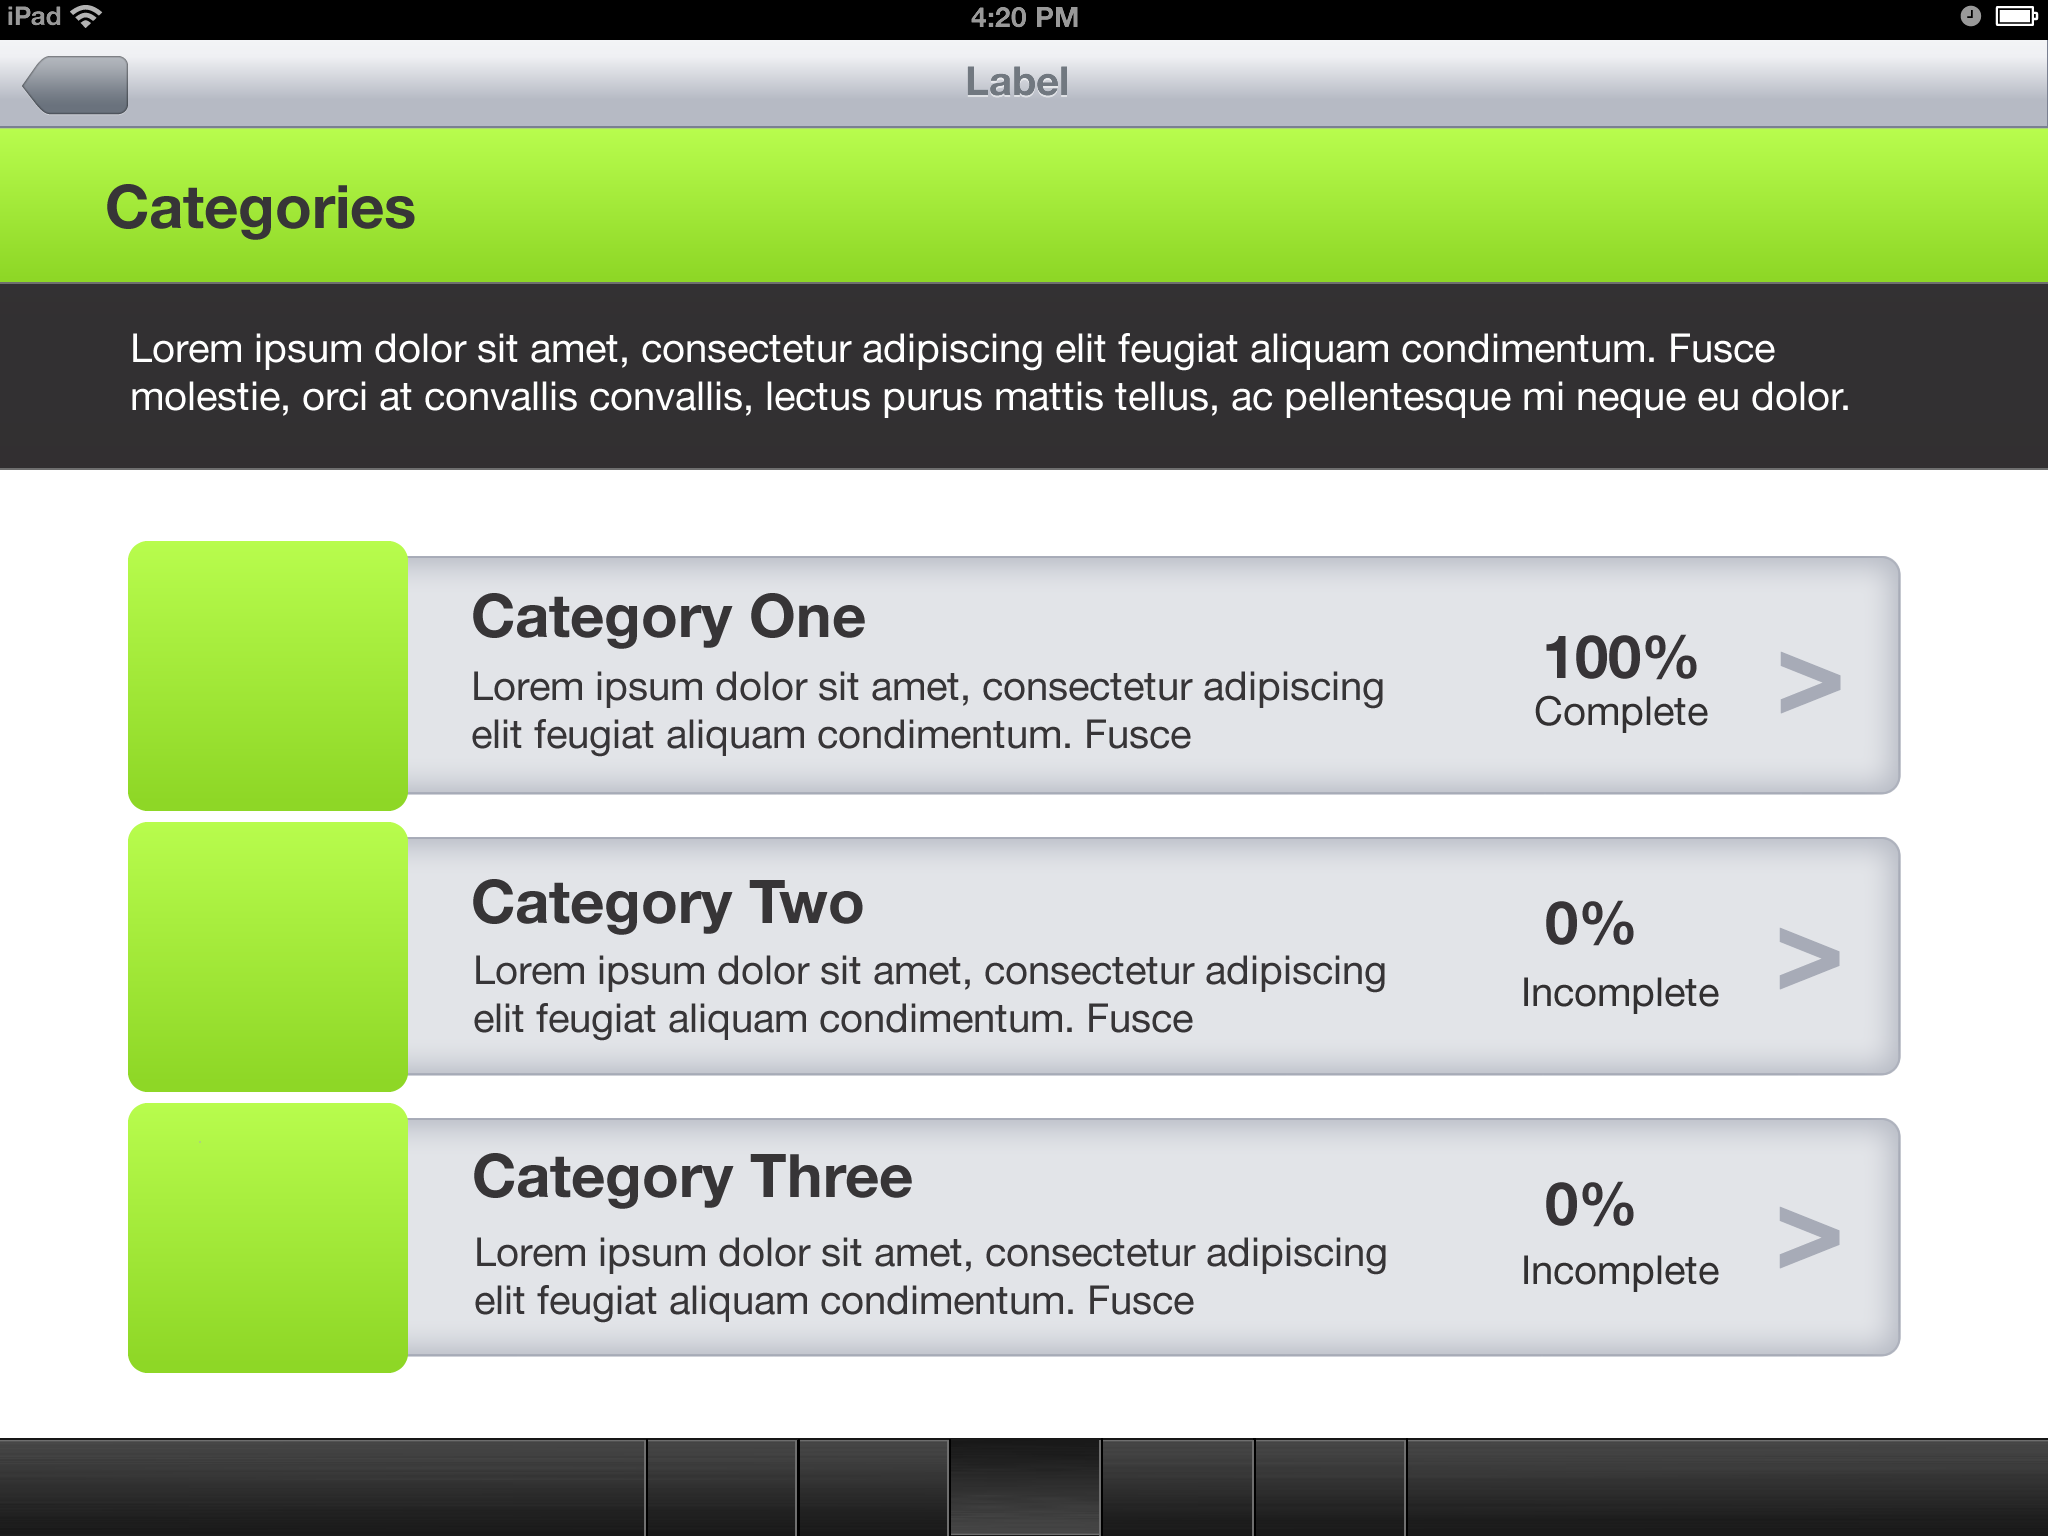 iPad
4:20 PM
Label
Categories
Lorem ipsum dolor sit amet, consectetur adipiscing elit feugiat aliquam condimentum. Fusce
molestie, orci at convallis convallis, lectus purus mattis tellus, ac pellentesque mi neque eu dolor.
Category One
Lorem ipsum dolor sit amet, consectetur adipiscing
elit feugiat aliquam condimentum. Fusce
100%
Complete
>
Category Two
Lorem ipsum dolor sit amet, consectetur adipiscing
elit feugiat aliquam condimentum. Fusce
0%
Incomplete
>
Category Three
Lorem ipsum dolor sit amet, consectetur adipiscing
elit feugiat aliquam condimentum. Fusce
0%
Incomplete
>